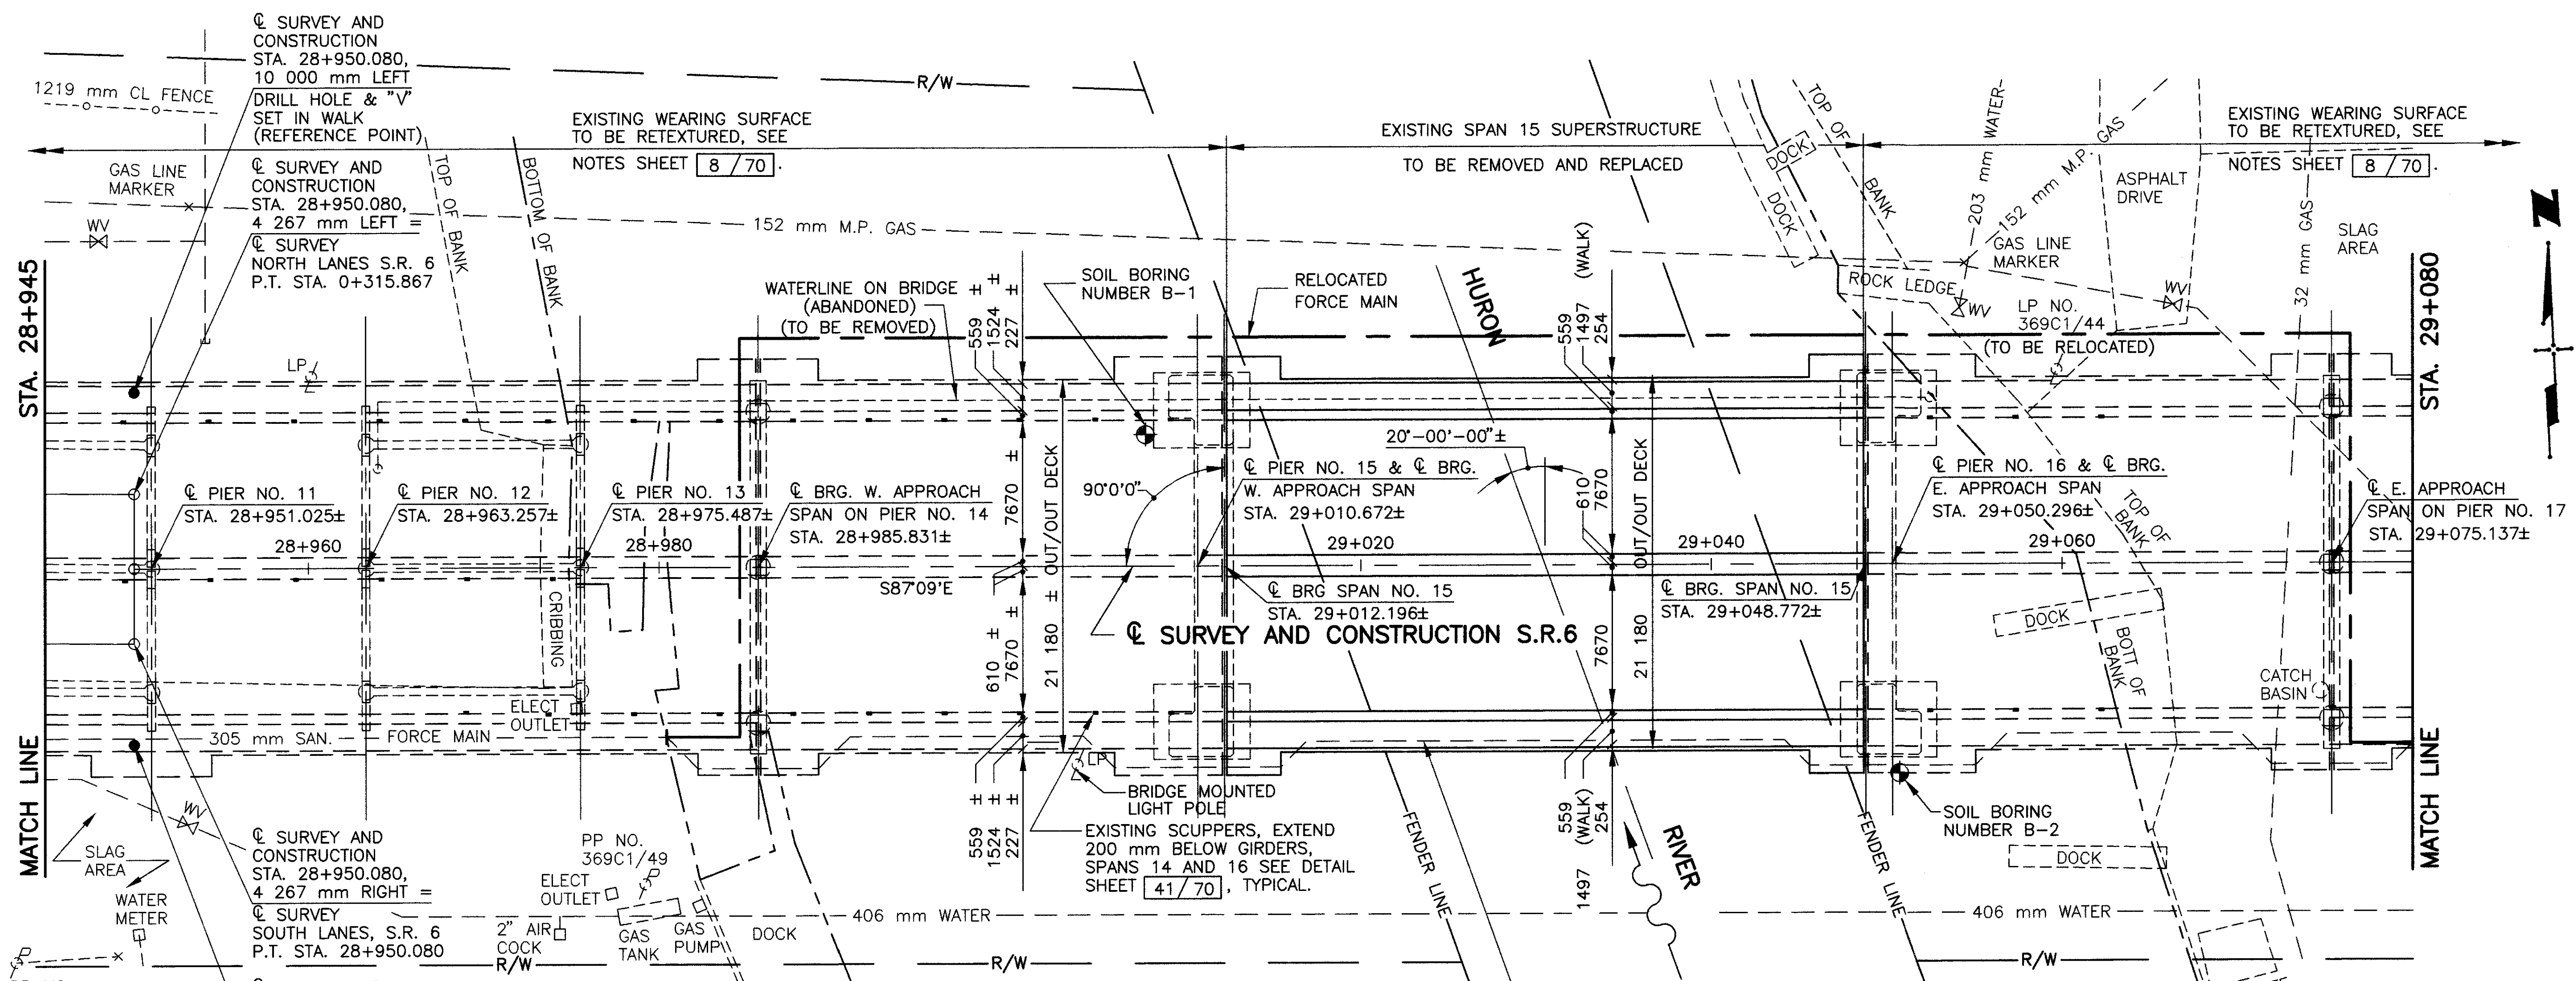 ℄ SURVEY AND
CONSTRUCTION
STA. 28+950.080,
10 000 mm LEFT
DRILL HOLE & "V"
SET IN WALK
(REFERENCE POINT)
1219 mm CL FENCE
R/W
EXISTING WEARING SURFACE
TO BE RETEXTURED, SEE
NOTES SHEET 8 / 70.
EXISTING SPAN 15 SUPERSTRUCTURE
TO BE REMOVED AND REPLACED
EXISTING WEARING SURFACE
TO BE RETEXTURED, SEE
NOTES SHEET 8 / 70.
GAS LINE
MARKER
WV
℄ SURVEY AND
CONSTRUCTION
STA. 28+950.080,
4 267 mm LEFT =
℄ SURVEY
NORTH LANES S.R. 6
P.T. STA. 0+315.867
TOP OF BANK
BOTTOM OF BANK
152 mm M.P. GAS
DOCK
DOCK
TOP OF
BANK
203 mm WATER
152 mm M.P. GAS
ASPHALT
DRIVE
32 mm GAS
SLAG
AREA
GAS LINE
MARKER
ROCK LEDGE
WV
WV
LP NO.
369C1/44
(TO BE RELOCATED)
N
STA. 28+945
STA. 29+080
WATERLINE ON BRIDGE
(ABANDONED)
(TO BE REMOVED)
559 ±
1524 ±
227 ±
SOIL BORING
NUMBER B-1
RELOCATED
FORCE MAIN
HURON
559
1497 (WALK)
254
LP
20°-00'-00"±
90°0'0"
7670 ±
21 180 ± OUT/OUT DECK
610
7670
21 180 OUT/OUT DECK
℄ PIER NO. 11
STA. 28+951.025±
℄ PIER NO. 12
STA. 28+963.257±
℄ PIER NO. 13
STA. 28+975.487±
℄ BRG. W. APPROACH
SPAN ON PIER NO. 14
STA. 28+985.831±
℄ PIER NO. 15 & ℄ BRG.
W. APPROACH SPAN
STA. 29+010.672±
℄ PIER NO. 16 & ℄ BRG.
E. APPROACH SPAN
STA. 29+050.296±
℄ E. APPROACH
SPAN ON PIER NO. 17
STA. 29+075.137±
TOP OF
BANK
28+960
28+980
29+020
29+040
29+060
S87°09'E
℄ BRG SPAN NO. 15
STA. 29+012.196±
℄ BRG. SPAN NO. 15
STA. 29+048.772±
℄ SURVEY AND CONSTRUCTION S.R.6
CRIBBING
610 ±
7670 ±
7670
DOCK
BOTT OF
BANK
CATCH
BASIN
ELECT
OUTLET
305 mm SAN. FORCE MAIN
MATCH LINE
MATCH LINE
LP
BRIDGE MOUNTED
LIGHT POLE
559 ±
1524 ±
227 ±
EXISTING SCUPPERS, EXTEND
200 mm BELOW GIRDERS,
SPANS 14 AND 16 SEE DETAIL
SHEET 41 / 70, TYPICAL.
FENDER LINE
559
1497 (WALK)
254
RIVER
FENDER LINE
SOIL BORING
NUMBER B-2
DOCK
WV
SLAG
AREA
WATER
METER
℄ SURVEY AND
CONSTRUCTION
STA. 28+950.080,
4 267 mm RIGHT =
℄ SURVEY
SOUTH LANES, S.R. 6
P.T. STA. 28+950.080
PP NO.
369C1/49
ELECT
OUTLET
2" AIR
COCK
GAS
TANK
GAS
PUMP
DOCK
406 mm WATER
406 mm WATER
R/W
R/W
R/W